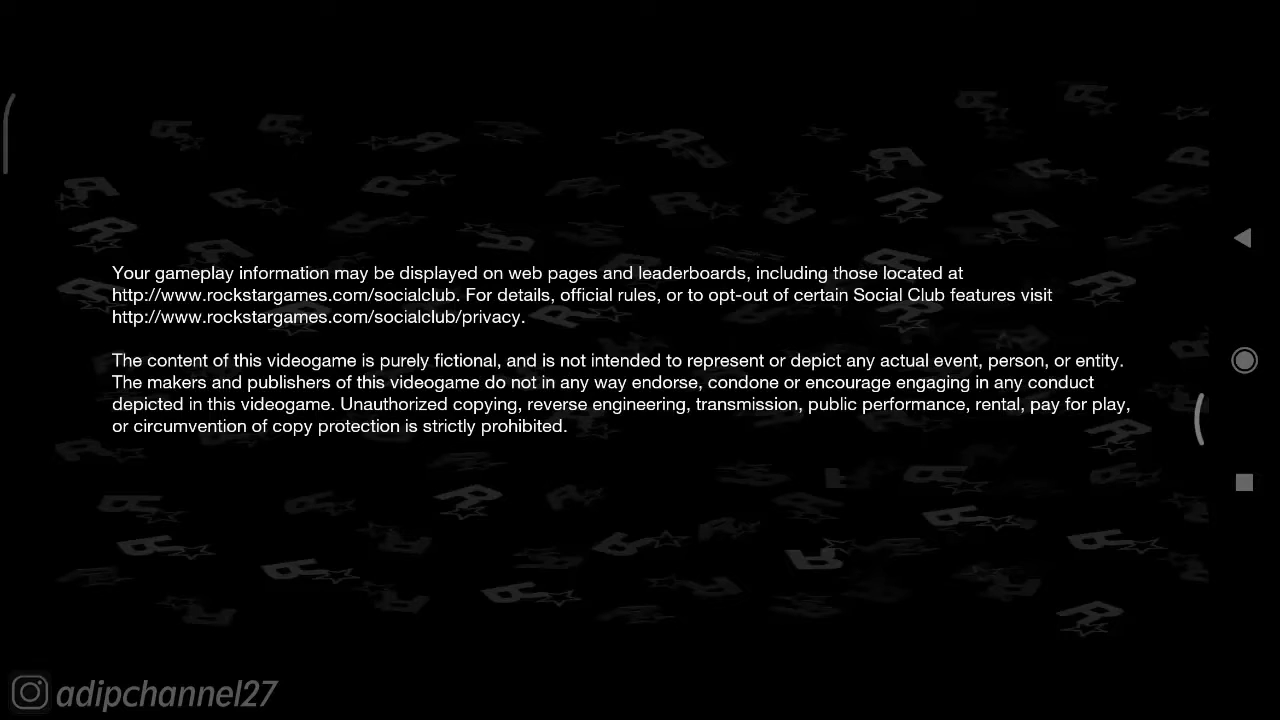 Your gameplay information may be displayed on web pages and leaderboards, including those located at
http://www.rockstargames.com/socialclub. For details, official rules, or to opt-out of certain Social Club features visit
http://www.rockstargames.com/socialclub/privacy.
The content of this videogame is purely fictional, and is not intended to represent or depict any actual event, person, or entity.
The makers and publishers of this videogame do not in any way endorse, condone or encourage engaging in any conduct
depicted in this videogame. Unauthorized copying, reverse engineering, transmission, public performance, rental, pay for play,
or circumvention of copy protection is strictly prohibited.
adipchannel27